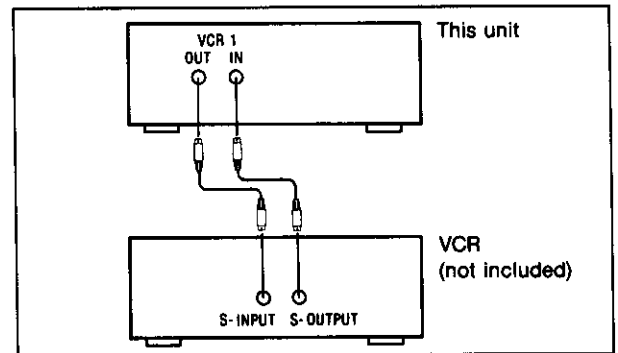 This unit
VCR 1
OUT IN
VCR
(not included)
S-INPUT S-OUTPUT